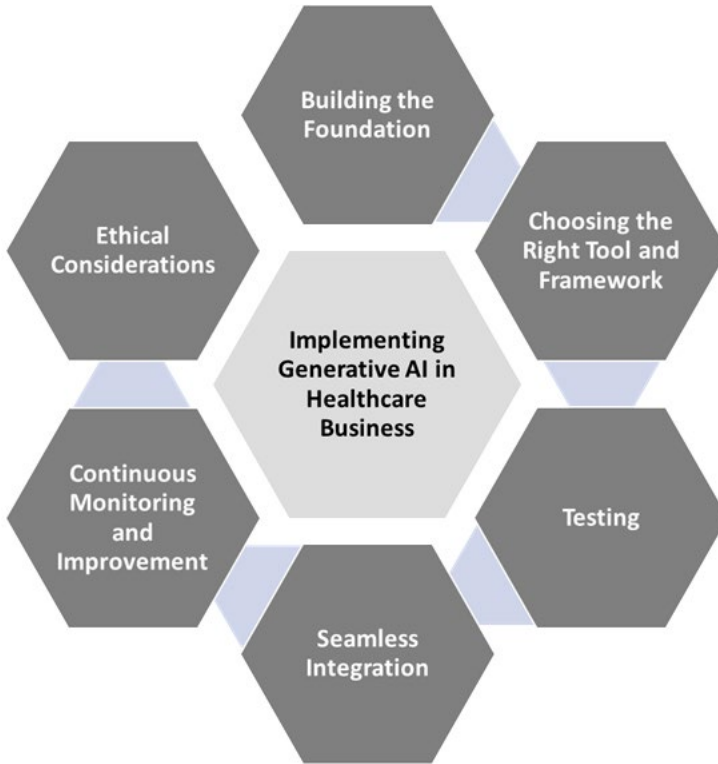 Building the
Foundation
Choosing the
Right Tool and
Framework
Testing
Seamless
Integration
Continuous
Monitoring
and
Improvement
Ethical
Considerations
Implementing
Generative AI in
Healthcare
Business